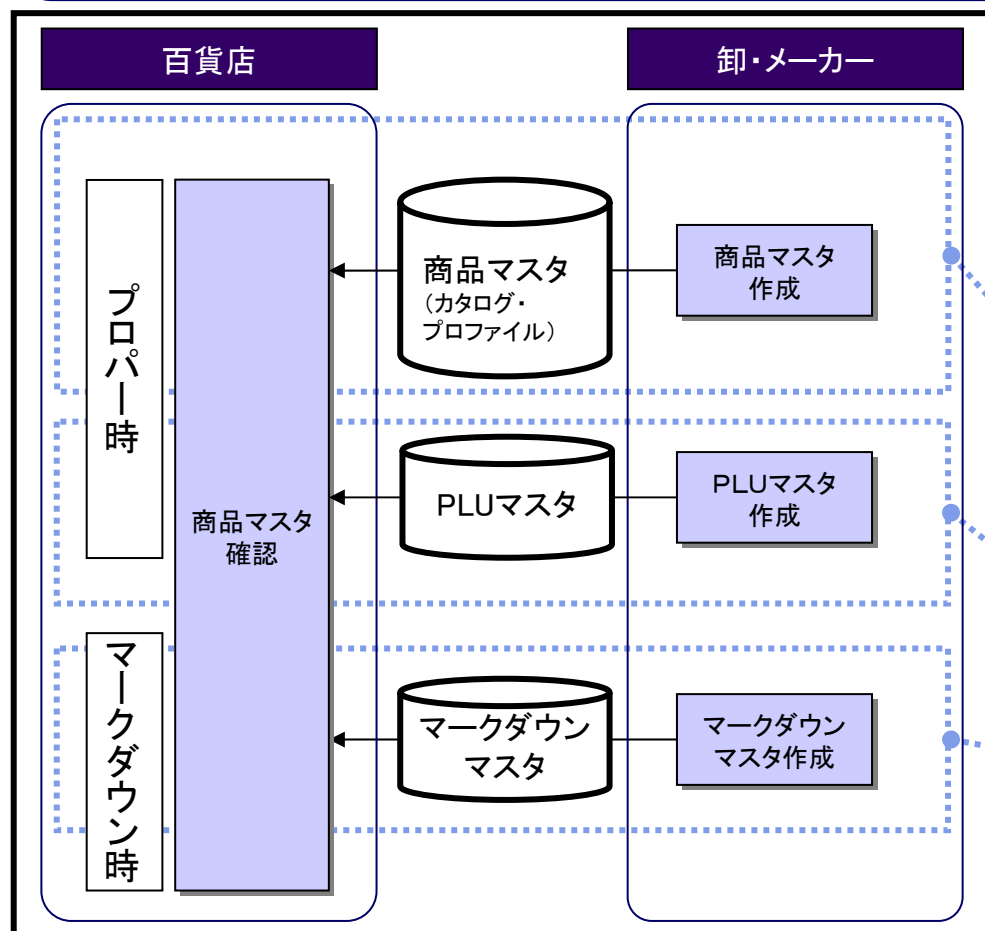 百貨店
卸・メーカー
プロパー時
商品マスタ
確認
商品マスタ
（カタログ・
プロファイル）
商品マスタ
作成
PLUマスタ
ＰＬＵマスタ
作成
マークダウン時
マークダウン
マスタ
マークダウン
マスタ作成